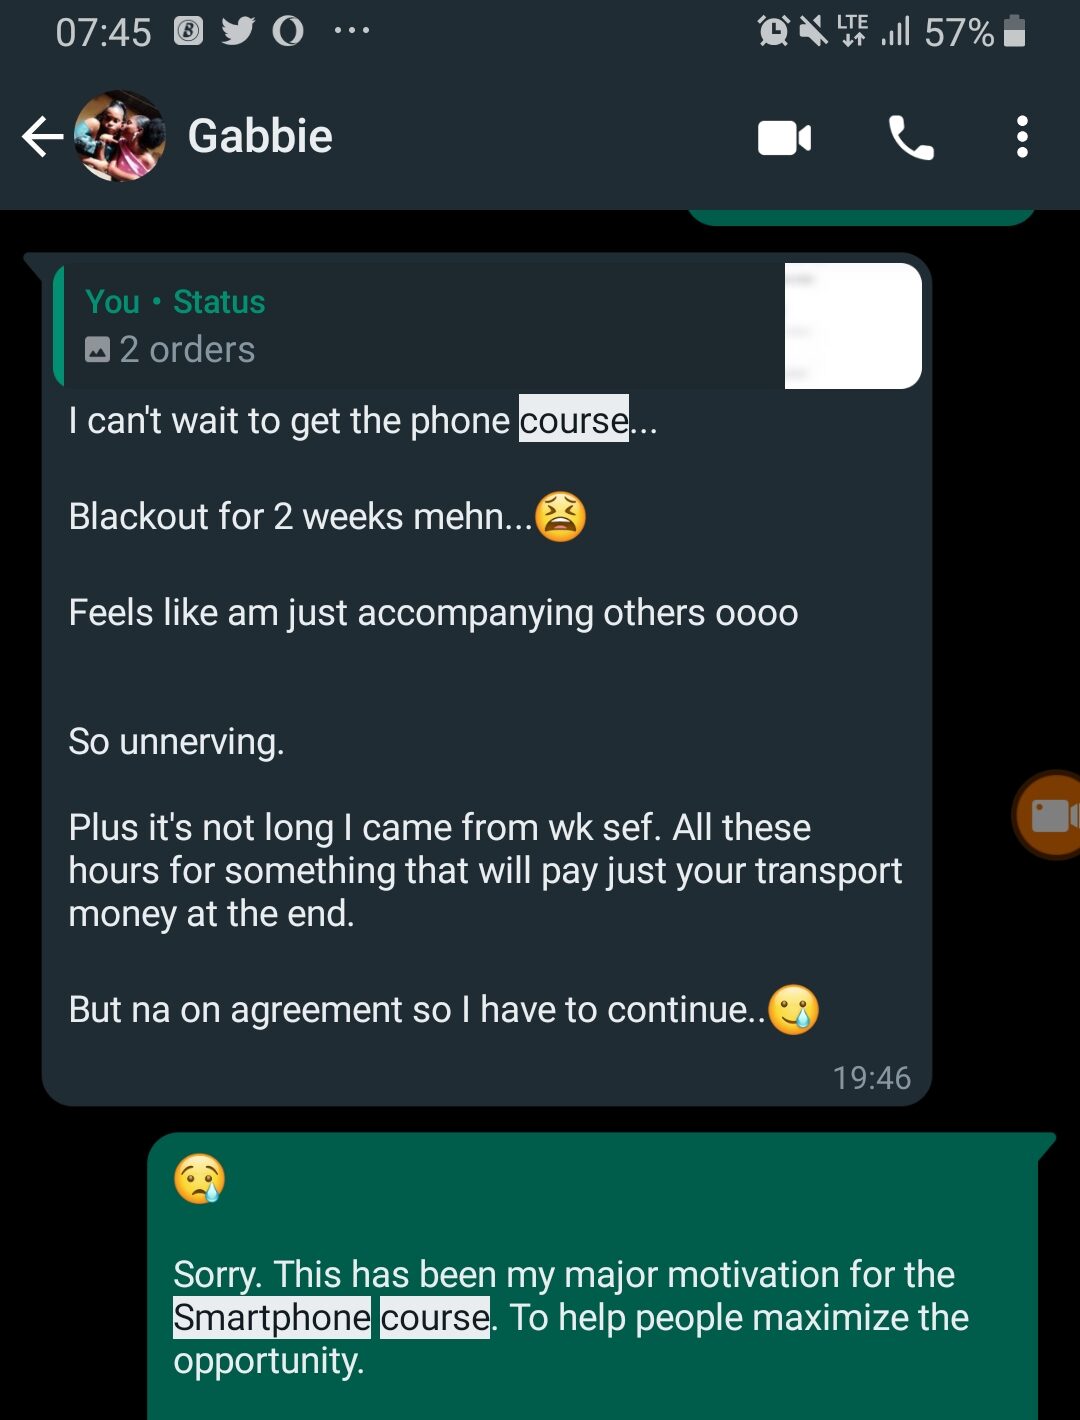 07:45 B ... LTE 57%
Gabbie
You • Status
2 orders
I can't wait to get the phone course...
Blackout for 2 weeks mehn...😫
Feels like am just accompanying others oooo
So unnerving.
Plus it's not long I came from wk sef. All these
hours for something that will pay just your transport
money at the end.
But na on agreement so I have to continue..🥲
19:46
😢
Sorry. This has been my major motivation for the
Smartphone course. To help people maximize the
opportunity.